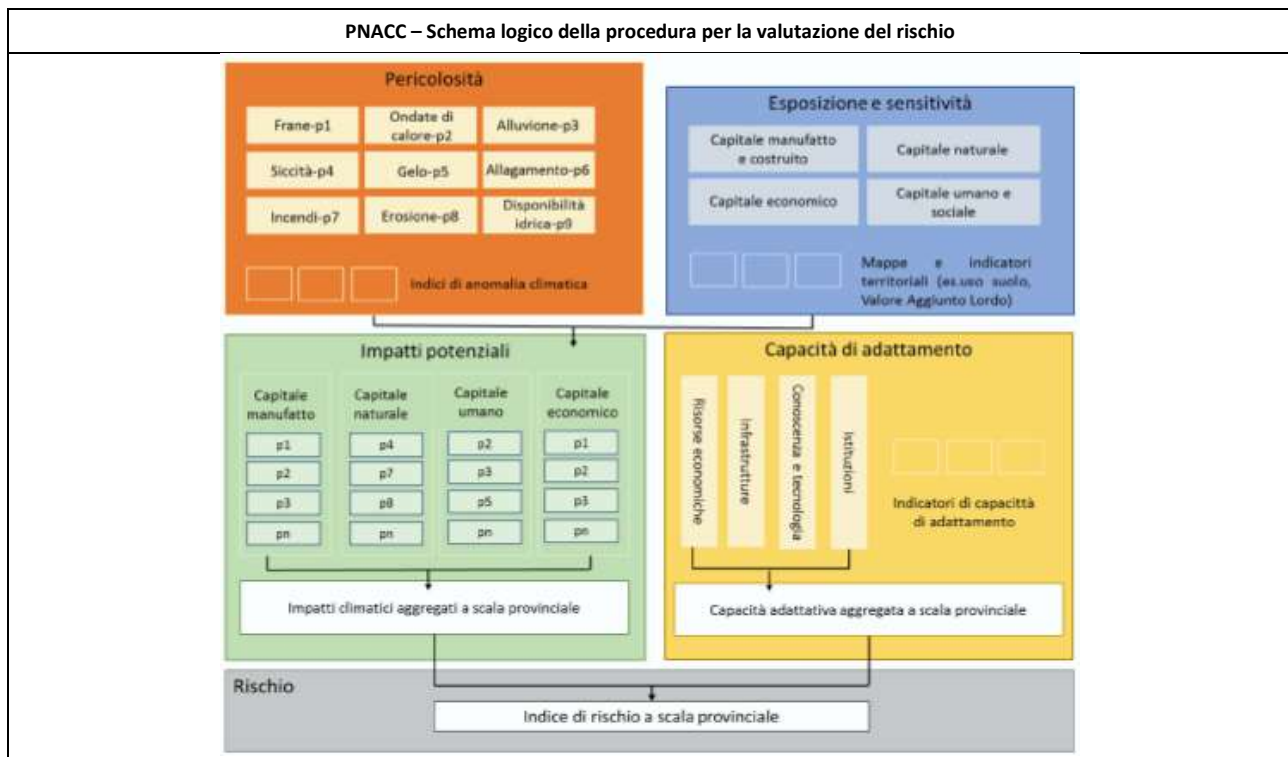 PNACC – Schema logico della procedura per la valutazione del rischio
Pericolosità
Frane-p1
Ondate di
calore-p2
Alluvione-p3
Siccità-p4
Gelo-p5
Allagamento-p6
Incendi-p7
Erosione-p8
Disponibilità
idrica-p9
Indici di anomalia climatica
Esposizione e sensitività
Capitale manufatto
e costruito
Capitale naturale
Capitale economico
Capitale umano e
sociale
Mappe e indicatori
territoriali (es.uso suolo,
Valore Aggiunto Lordo)
Impatti potenziali
Capitale
manufatto
p1
p2
p3
pn
Capitale
naturale
p4
p7
p8
pn
Capitale
umano
p2
p3
p5
pn
Capitale
economico
p1
p2
p3
pn
Impatti climatici aggregati a scala provinciale
Capacità di adattamento
Risorse economiche
Infrastrutture
Conoscenza e tecnologia
Istituzioni
Indicatori di capacittà
di adattamento
Capacità adattativa aggregata a scala provinciale
Rischio
Indice di rischio a scala provinciale